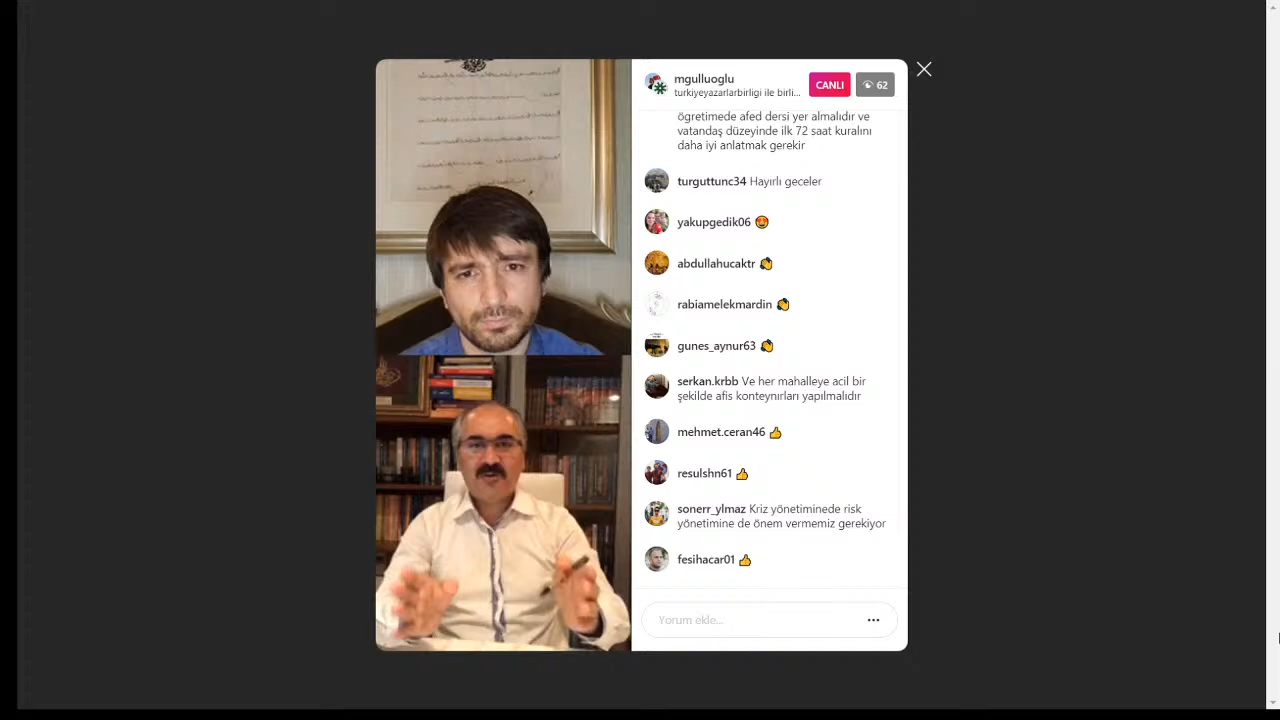 mgulluoglu
turkiyeyazarlarbirligi ile birli...
CANLI
62
ögretimede afed dersi yer almalıdır ve
vatandaş düzeyinde ilk 72 saat kuralını
daha iyi anlatmak gerekir
turguttunc34 Hayırlı geceler
yakupgedik06 😍
abdullahucaktr 👏
rabiamelekmardin 👏
gunes_aynur63 👏
serkan.krbb Ve her mahalleye acil bir
şekilde afis konteynırları yapılmalıdır
mehmet.ceran46 👍
resulshn61 👍
sonerr_ylmaz Kriz yönetiminede risk
yönetimine de önem vermemiz gerekiyor
fesihacar01 👍
Yorum ekle...